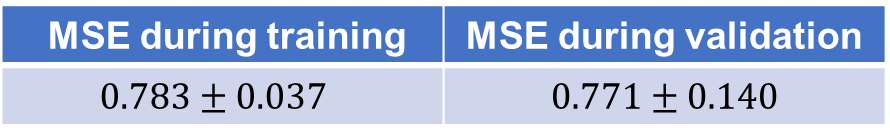 MSE during training MSE during validation
0.783 ± 0.037 0.771 ± 0.140